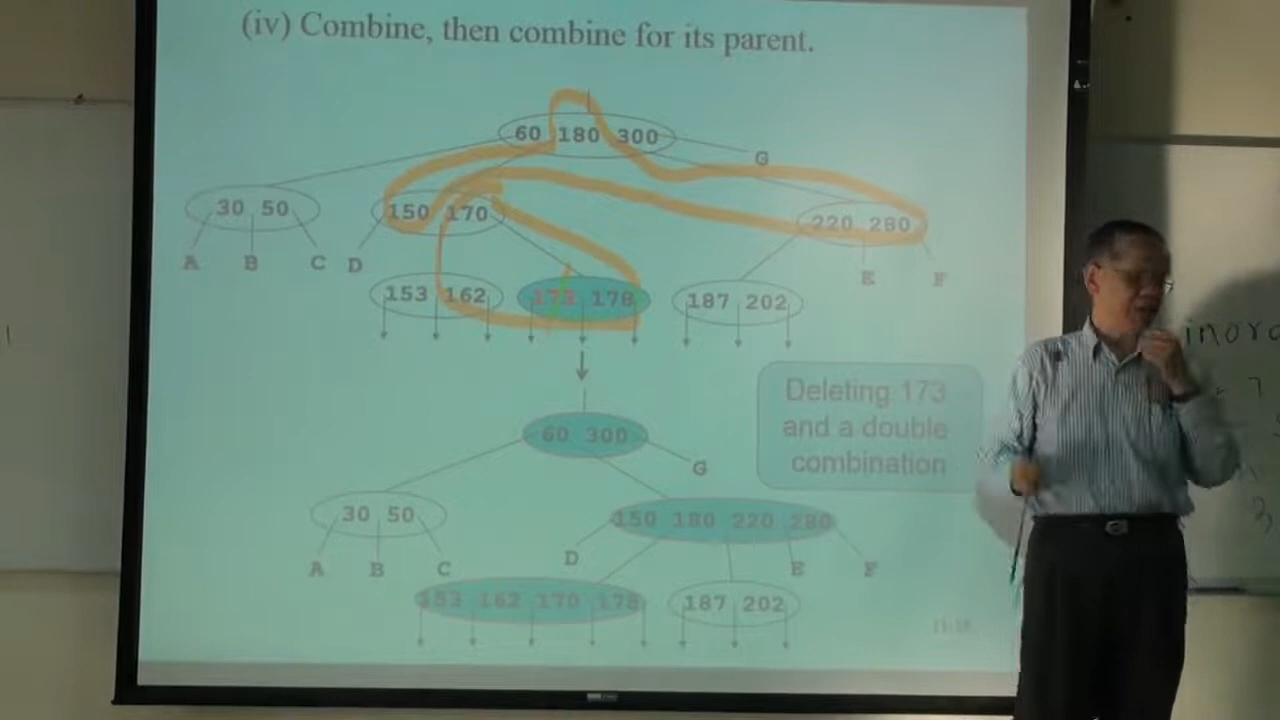 (iv) Combine, then combine for its parent.
60 180 300
G
30 50
150 170
220 280
A B C D
E F
153 162
173 178
187 202
Deleting 173
and a double
combination
60 300
G
30 50
150 180 220 280
A B C
D
E F
153 162 170 178
187 202